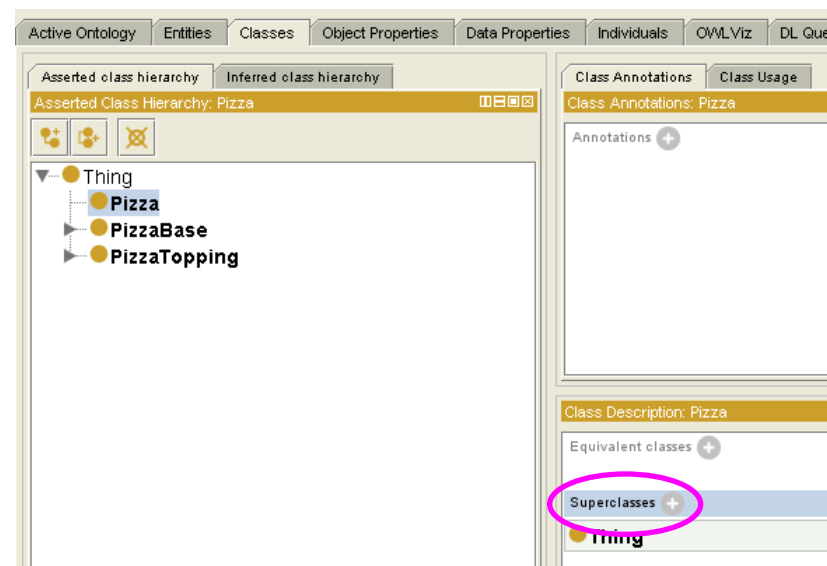 Active Ontology Entities Classes Object Properties Data Properties Individuals OWLViz DL Que
Asserted class hierarchy Inferred class hierarchy
Asserted Class Hierarchy: Pizza
Thing
Pizza
PizzaBase
PizzaTopping
Class Annotations Class Usage
Class Annotations: Pizza
Annotations
Class Description: Pizza
Equivalent classes
Superclasses
Thing